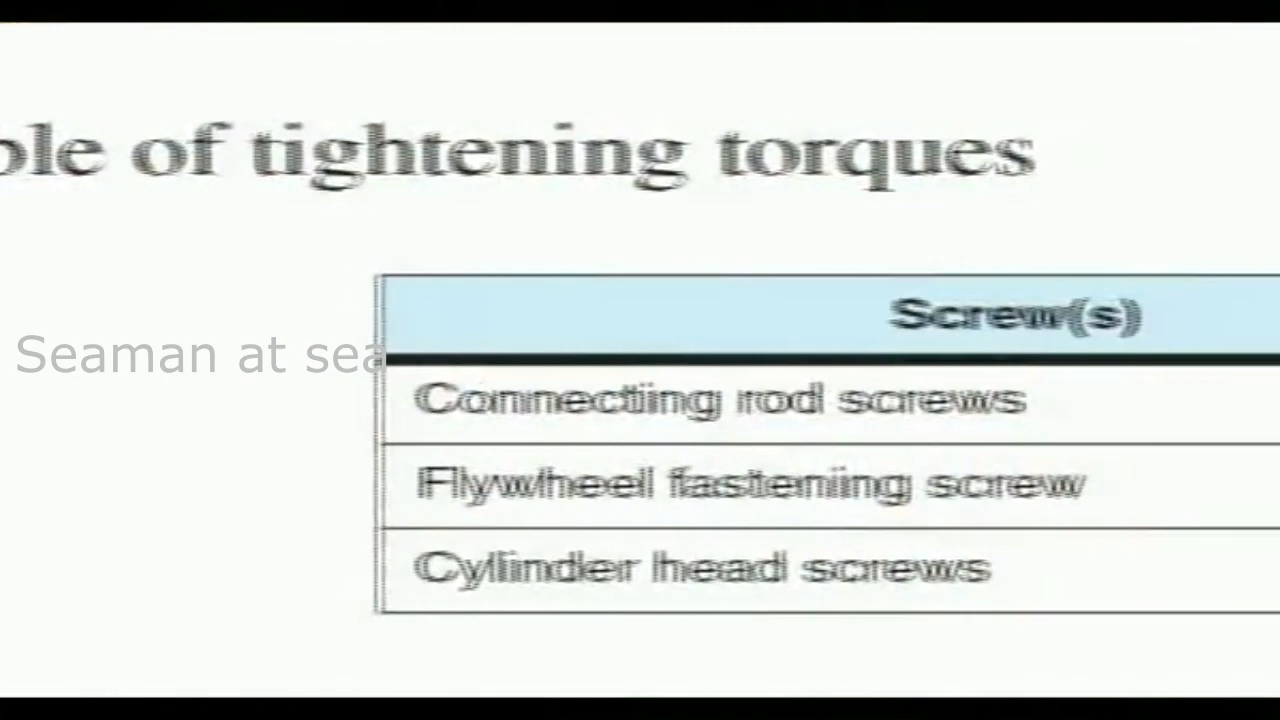 ble of tightening torques
Screw(s)
Seaman at sea
Connecting rod screws
Flywheel fastening screw
Cylinder head screws